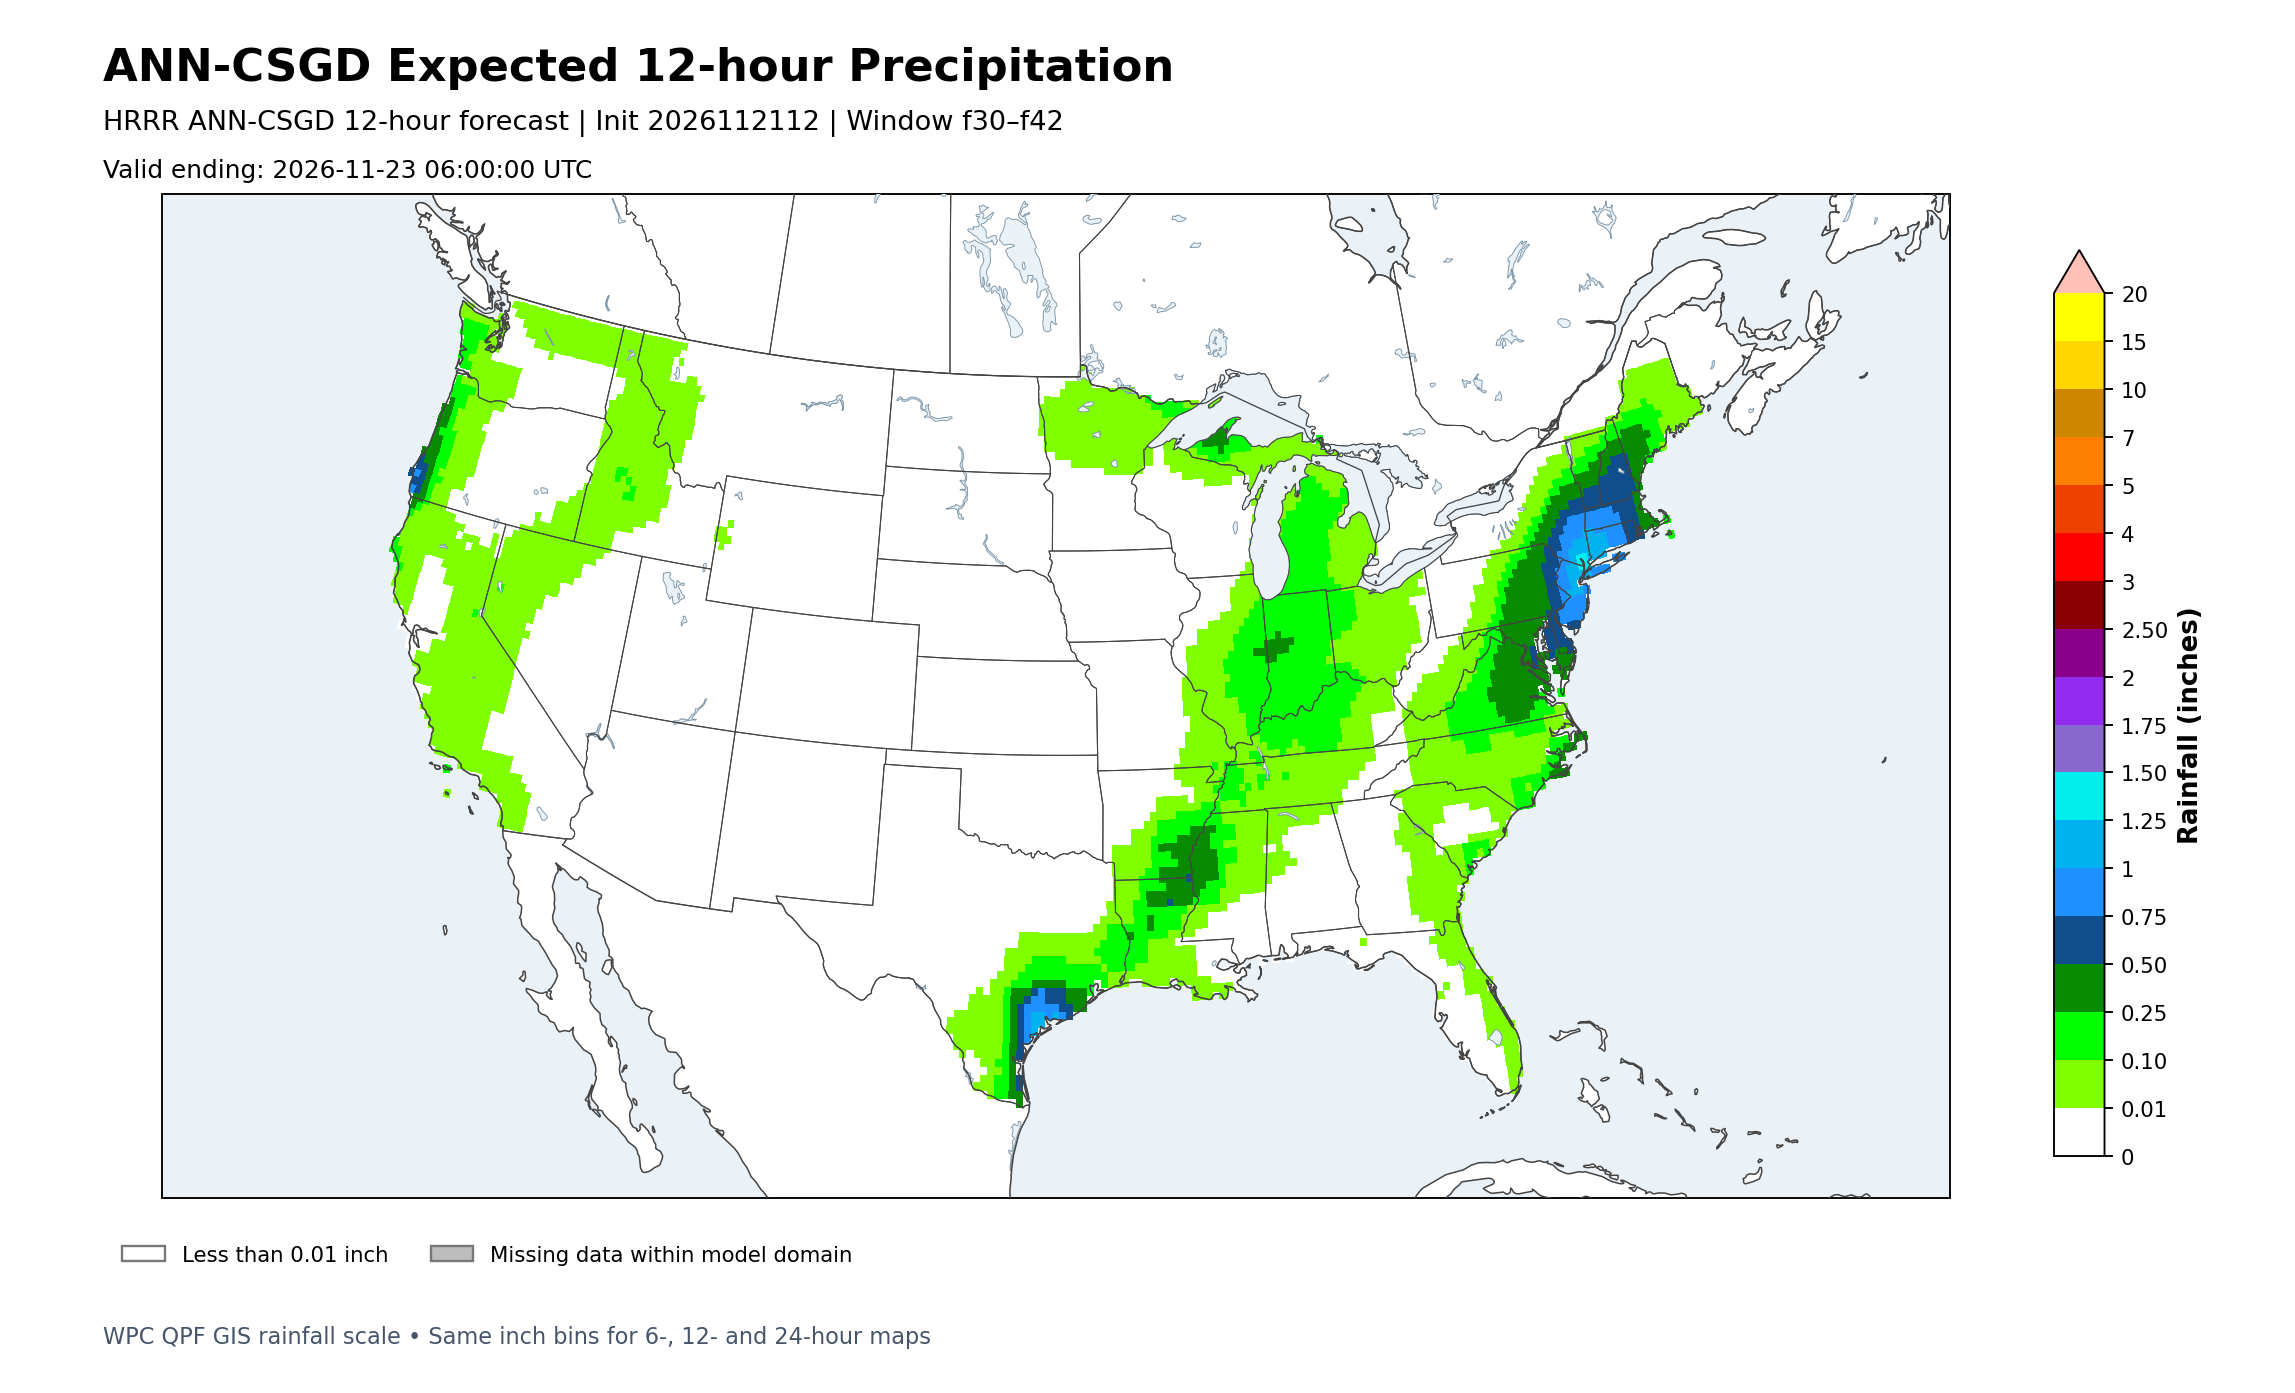 ANN-CSGD Expected 12-hour Precipitation
HRRR ANN-CSGD 12-hour forecast | Init 2026112112 | Window f30–f42
Valid ending: 2026-11-23 06:00:00 UTC
20
15
10
7
5
4
3
2.50
2
1.75
1.50
1.25
1
0.75
0.50
0.25
0.10
0.01
0
Rainfall (inches)
Less than 0.01 inch
Missing data within model domain
WPC QPF GIS rainfall scale • Same inch bins for 6-, 12- and 24-hour maps